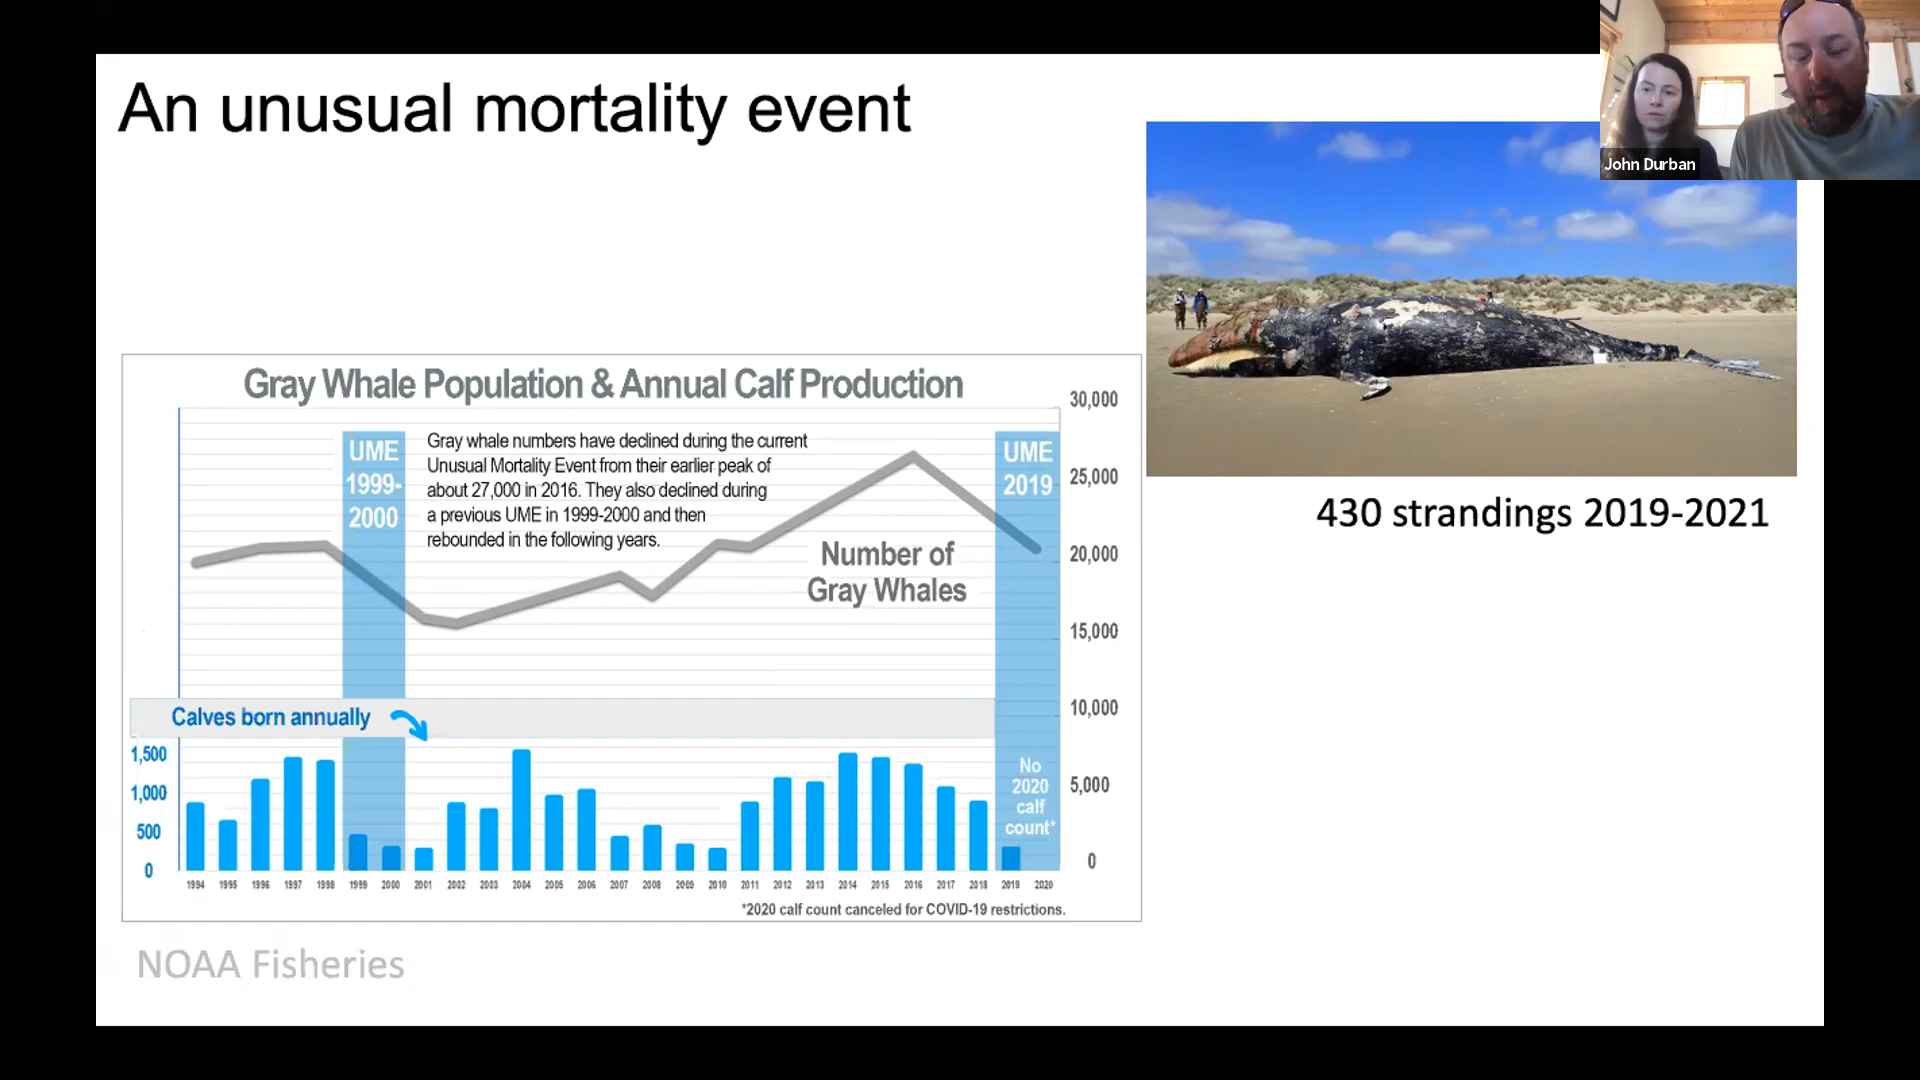 An unusual mortality event
John Durban
430 strandings 2019-2021
Gray Whale Population & Annual Calf Production
30,000
25,000
20,000
15,000
10,000
5,000
0
UME
1999-
2000
Gray whale numbers have declined during the current
Unusual Mortality Event from their earlier peak of
about 27,000 in 2016. They also declined during
a previous UME in 1999-2000 and then
rebounded in the following years.
UME
2019
Number of
Gray Whales
Calves born annually
1,500
1,000
500
0
No
2020
calf
count*
1994 1995 1996 1997 1998 1999 2000 2001 2002 2003 2004 2005 2006 2007 2008 2009 2010 2011 2012 2013 2014 2015 2016 2017 2018 2019 2020
*2020 calf count canceled for COVID-19 restrictions.
NOAA Fisheries